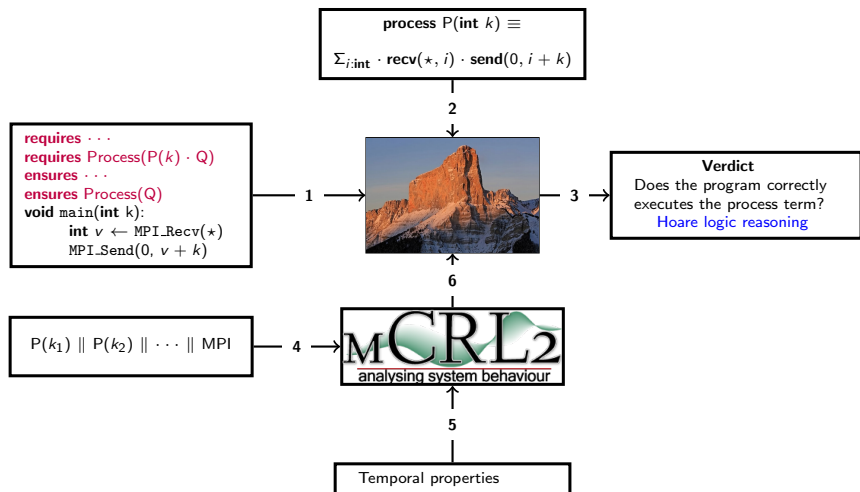 process P(int k) ≡
Σi:int · recv(⋆, i) · send(0, i + k)
2
requires · · ·
requires Process(P(k) · Q)
ensures · · ·
ensures Process(Q)
void main(int k):
int v ← MPI_Recv(⋆)
MPI_Send(0, v + k)
1
3
Verdict
Does the program correctly
executes the process term?
Hoare logic reasoning
6
P(k1) ∥ P(k2) ∥ · · · ∥ MPI
4
mCRL2
analysing system behaviour
5
Temporal properties